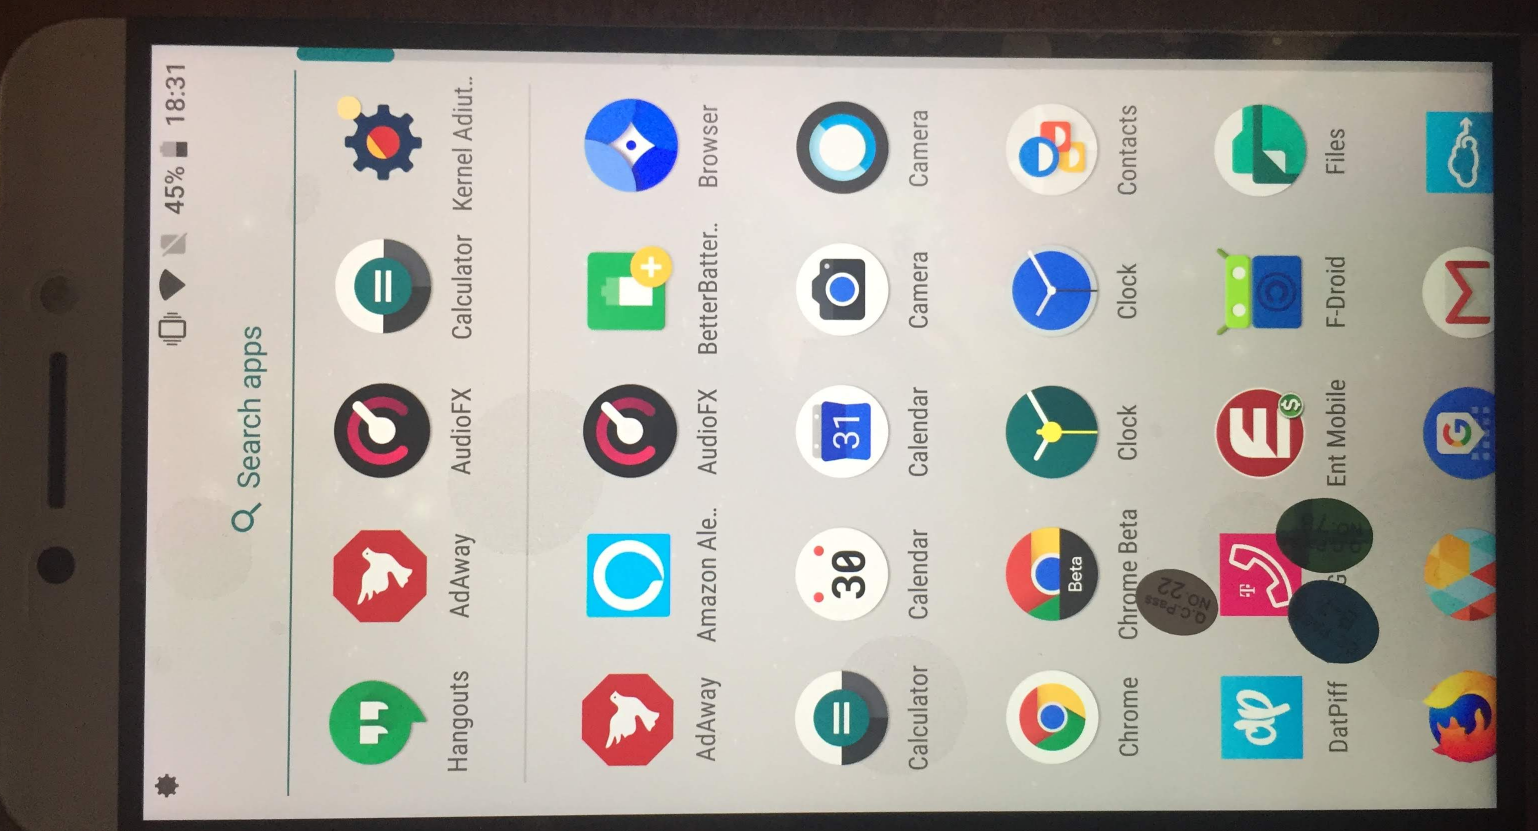 45% 18:31
Search apps
Hangouts AdAway AudioFX Calculator Kernel Adiut..
AdAway Amazon Ale.. AudioFX BetterBatter.. Browser
30 31
Calculator Calendar Calendar Camera Camera
Beta
Chrome Chrome Beta Clock Clock Contacts
Q.C.Pass
NO.22
dp T E $
DatPiff Ent Mobile F-Droid Files
G